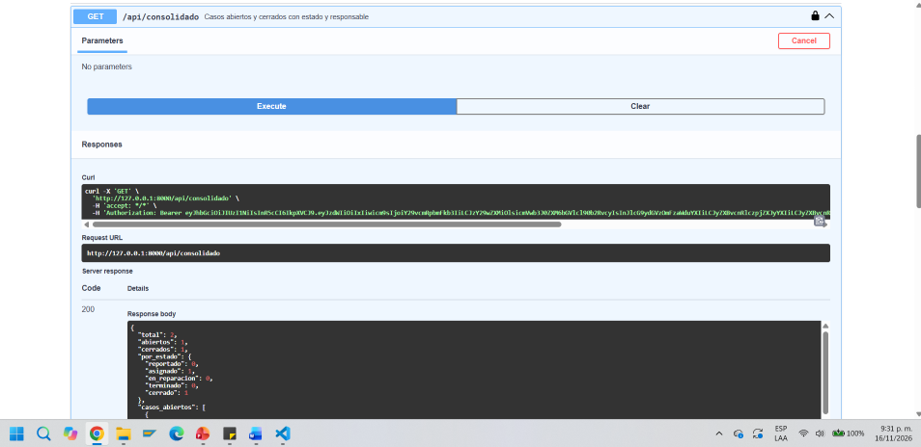 GET /api/consolidado Casos abiertos y cerrados con estado y responsable
Parameters
Cancel
No parameters
Execute
Clear
Responses
Curl
curl -X 'GET' \
'http://127.0.0.1:8000/api/consolidado' \
-H 'accept: */*' \
-H 'Authorization: Bearer
Request URL
http://127.0.0.1:8000/api/consolidado
Server response
Code Details
200
Response body
{
"total": 2,
"abiertos": 1,
"cerrados": 1,
"por_estado": {
"reportado": 0,
"asignado": 1,
"en_reparacion": 0,
"terminado": 0,
"cerrado": 1
},
"casos_abiertos": [
{
ESP
LAA
100%
9:31 p. m.
16/11/2026